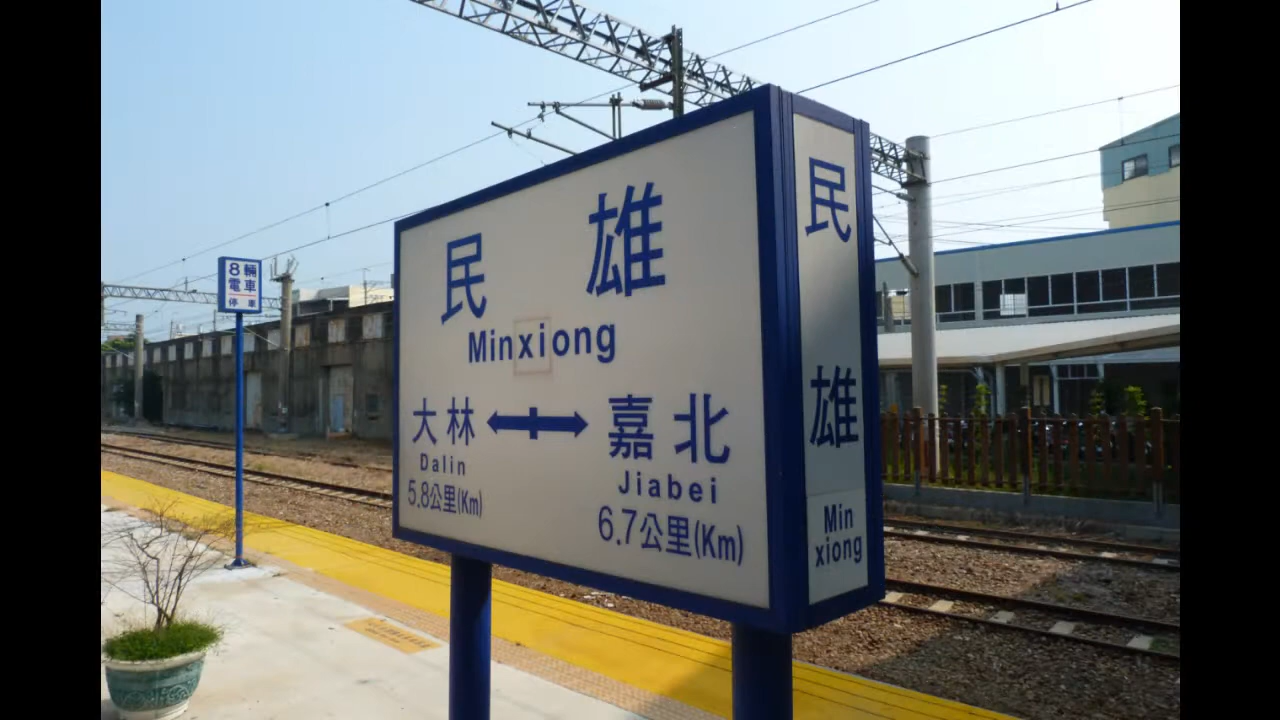 8輛
電車
停車
民雄
Minxiong
大林
Dalin
5.8公里(Km)
嘉北
Jiabei
6.7公里(Km)
民
雄
Min
xiong